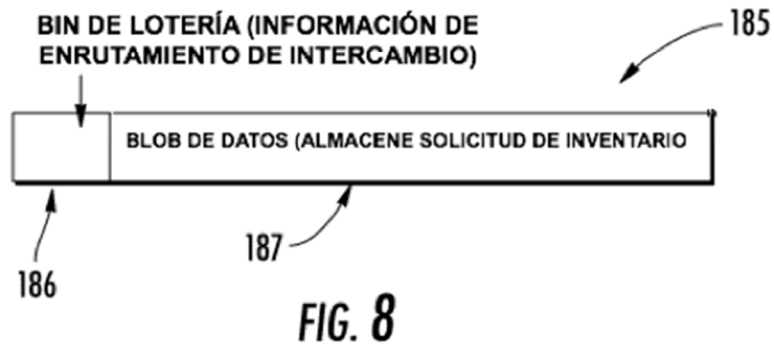 BIN DE LOTERÍA (INFORMACIÓN DE
ENRUTAMIENTO DE INTERCAMBIO)
185
BLOB DE DATOS (ALMACENE SOLICITUD DE INVENTARIO
186
187
FIG. 8